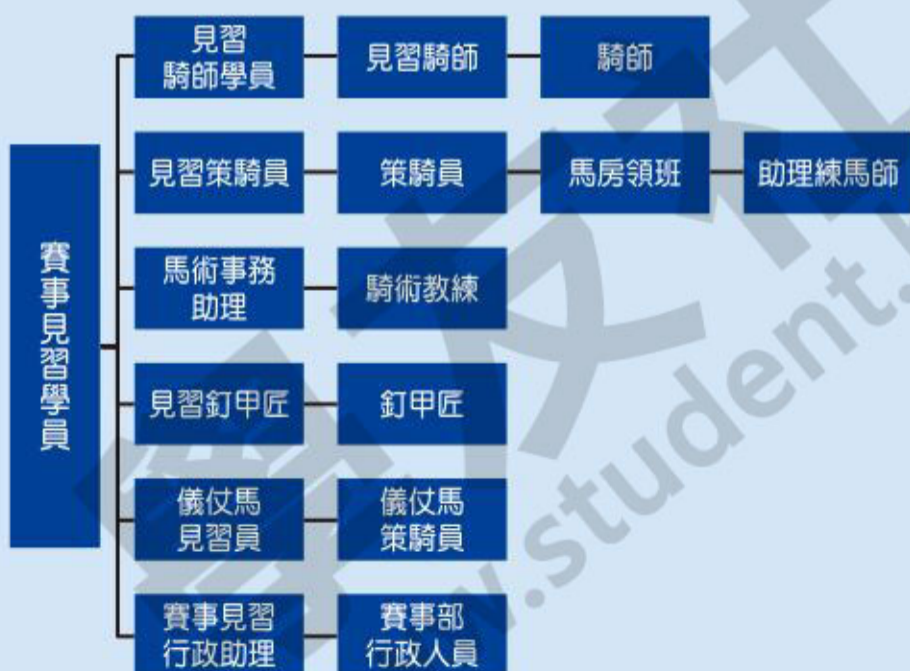 賽事見習學員
見習
騎師學員
見習騎師
騎師
見習策騎員
策騎員
馬房領班
助理練馬師
馬術事務
助理
騎術教練
見習釘甲匠
釘甲匠
儀仗馬
見習員
儀仗馬
策騎員
賽事見習
行政助理
賽事部
行政人員
學友社
w.student.